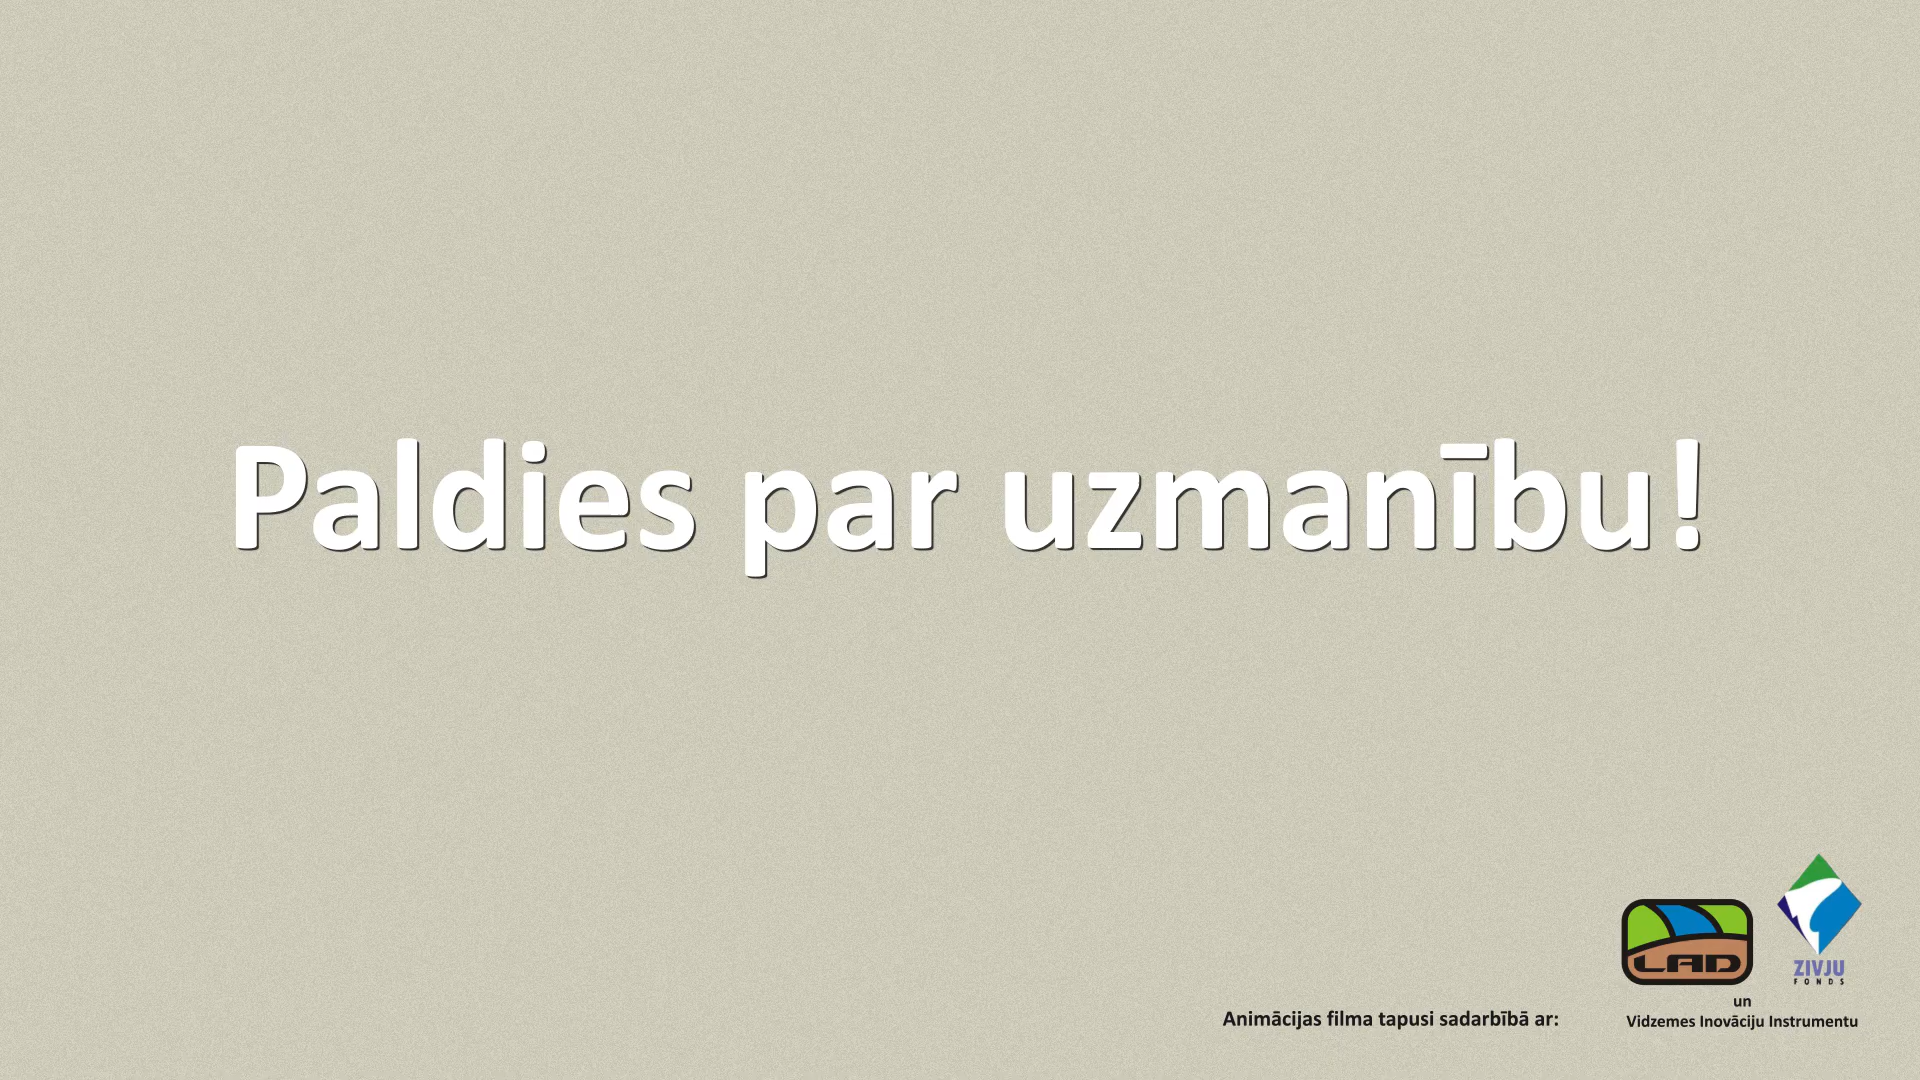 Paldies par uzmanību!
LAD
ZIVJU
FONDS
un
Animācijas filma tapusi sadarbībā ar:
Vidzemes Inovāciju Instrumentu